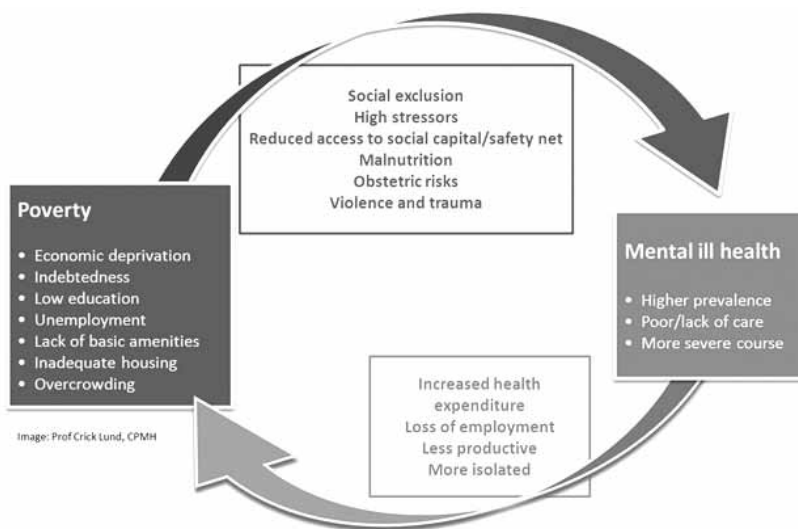 Social exclusion
High stressors
Reduced access to social capital/safety net
Malnutrition
Obstetric risks
Violence and trauma
Poverty
• Economic deprivation
• Indebtedness
• Low education
• Unemployment
• Lack of basic amenities
• Inadequate housing
• Overcrowding
Mental ill health
• Higher prevalence
• Poor/lack of care
• More severe course
Increased health
expenditure
Loss of employment
Less productive
More isolated
Image: Prof Crick Lund, CPMH